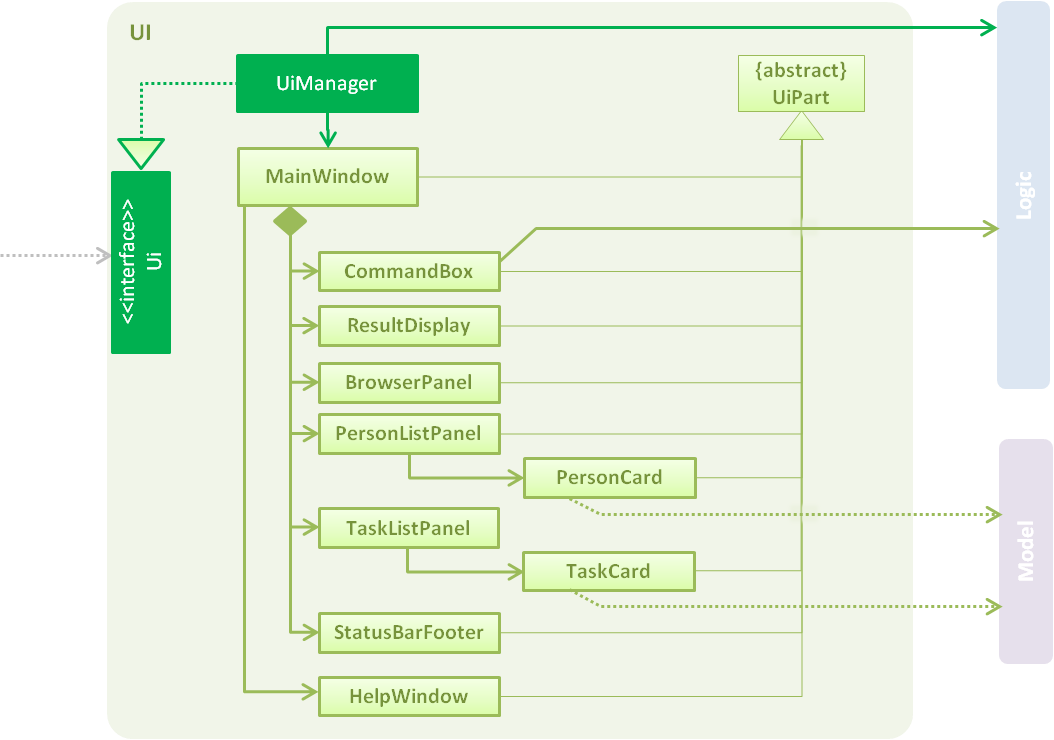 UI
UiManager
{abstract}
UiPart
MainWindow
<<interface>>
Ui
Logic
CommandBox
ResultDisplay
BrowserPanel
PersonListPanel
PersonCard
TaskListPanel
TaskCard
Model
StatusBarFooter
HelpWindow